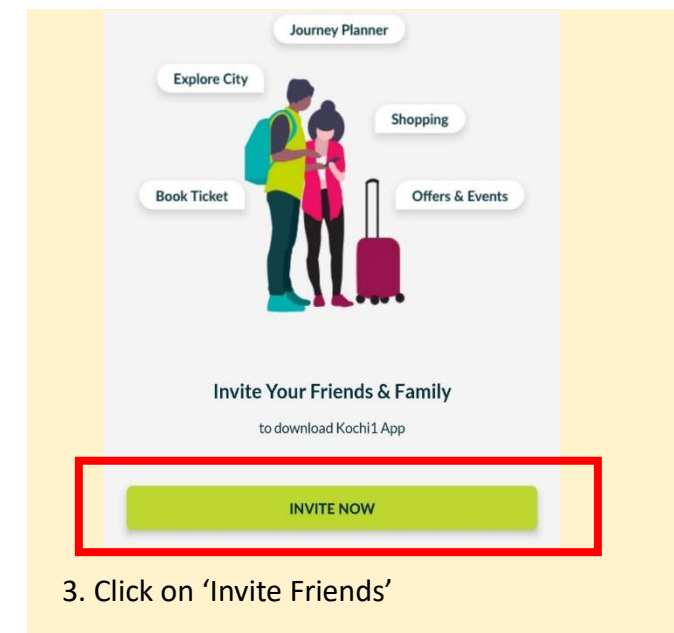 Journey Planner
Explore City
Shopping
Book Ticket
Offers & Events
Invite Your Friends & Family
to download Kochi1 App
INVITE NOW
3. Click on ‘Invite Friends’